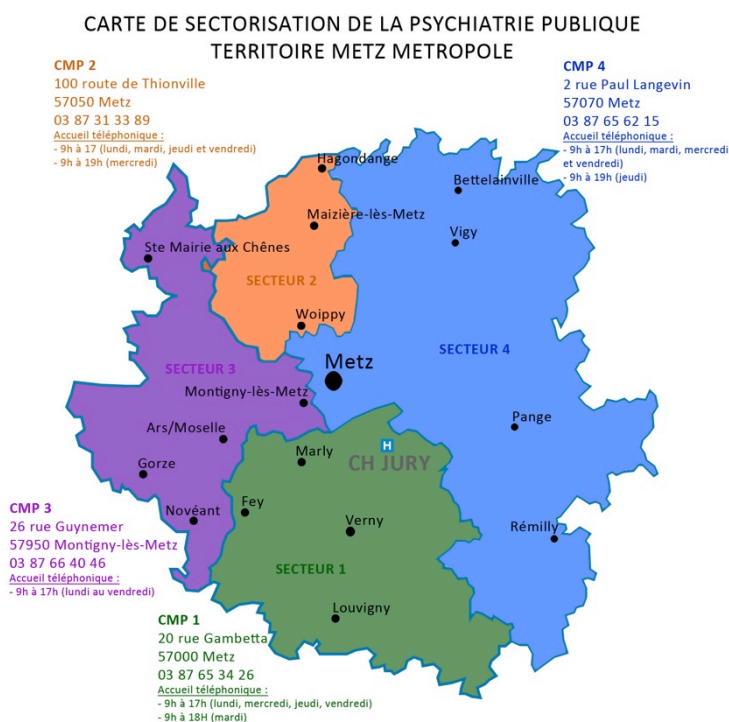 CARTE DE SECTORISATION DE LA PSYCHIATRIE PUBLIQUE
TERRITOIRE METZ METROPOLE
CMP 2
100 route de Thionville
57050 Metz
03 87 31 33 89
Accueil téléphonique :
- 9h à 17 (lundi, mardi, jeudi et vendredi)
- 9h à 19h (mercredi)
CMP 4
2 rue Paul Langevin
57070 Metz
03 87 65 62 15
Accueil téléphonique :
- 9h à 17h (lundi, mardi, mercredi
et vendredi)
- 9h à 19h (jeudi)
Hagondange
Bettelainville
Maizière-lès-Metz
Vigy
Ste Mairie aux Chênes
SECTEUR 2
Woippy
SECTEUR 4
Metz
SECTEUR 3
Montigny-lès-Metz
Pange
Ars/Moselle
H
Marly
CH JURY
Gorze
Novéant
Fey
Verny
Rémilly
SECTEUR 1
Louvigny
CMP 3
26 rue Guynemer
57950 Montigny-lès-Metz
03 87 66 40 46
Accueil téléphonique :
- 9h à 17h (lundi au vendredi)
CMP 1
20 rue Gambetta
57000 Metz
03 87 65 34 26
Accueil téléphonique :
- 9h à 17h (lundi, mercredi, jeudi, vendredi)
- 9h à 18H (mardi)